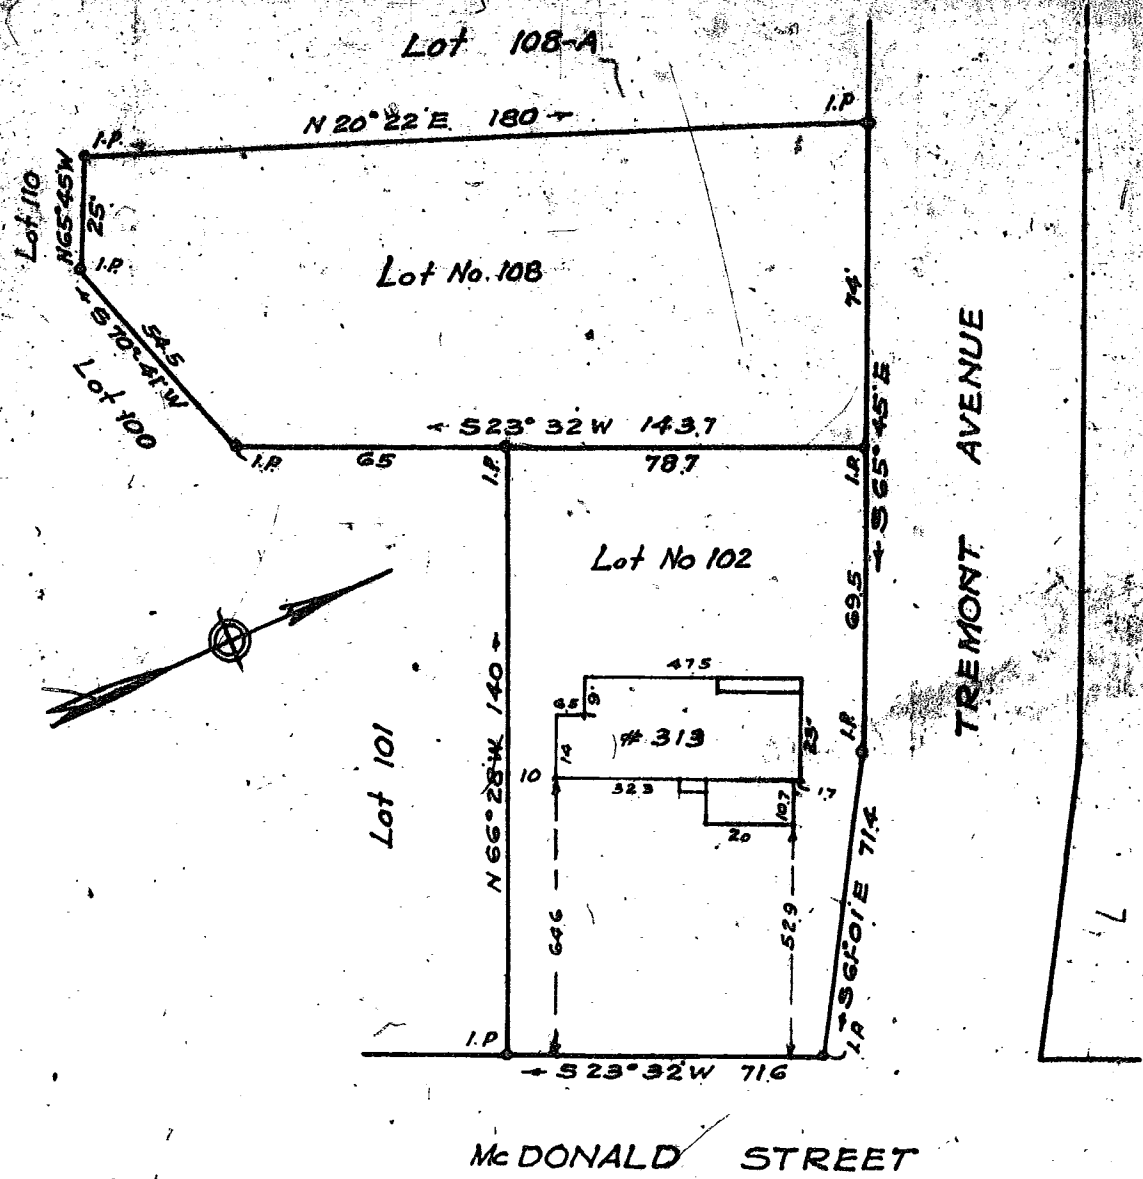 Lot 108-A
N 20° 22' E. 180
I.P
I.P.
Lot 110
N65°45W
25'
I.P.
Lot No. 108
74'
S 70° 41' W
54.5
Lot 100
S 23° 32 W 143.7
I.P.
65
I.P.
78.7
I.P.
S 65° 45' E
TREMONT AVENUE
Lot No 102
69.5
47.5
6.5
9'
# 313
23'
I.P.
14
10
32.3
10.7
1.7
20
Lot 101
N 66° 28' W 140
64.6
52.9
S 61° 01' E 71.4
I.P
I.P
S 23° 32' W 71.6
McDONALD STREET